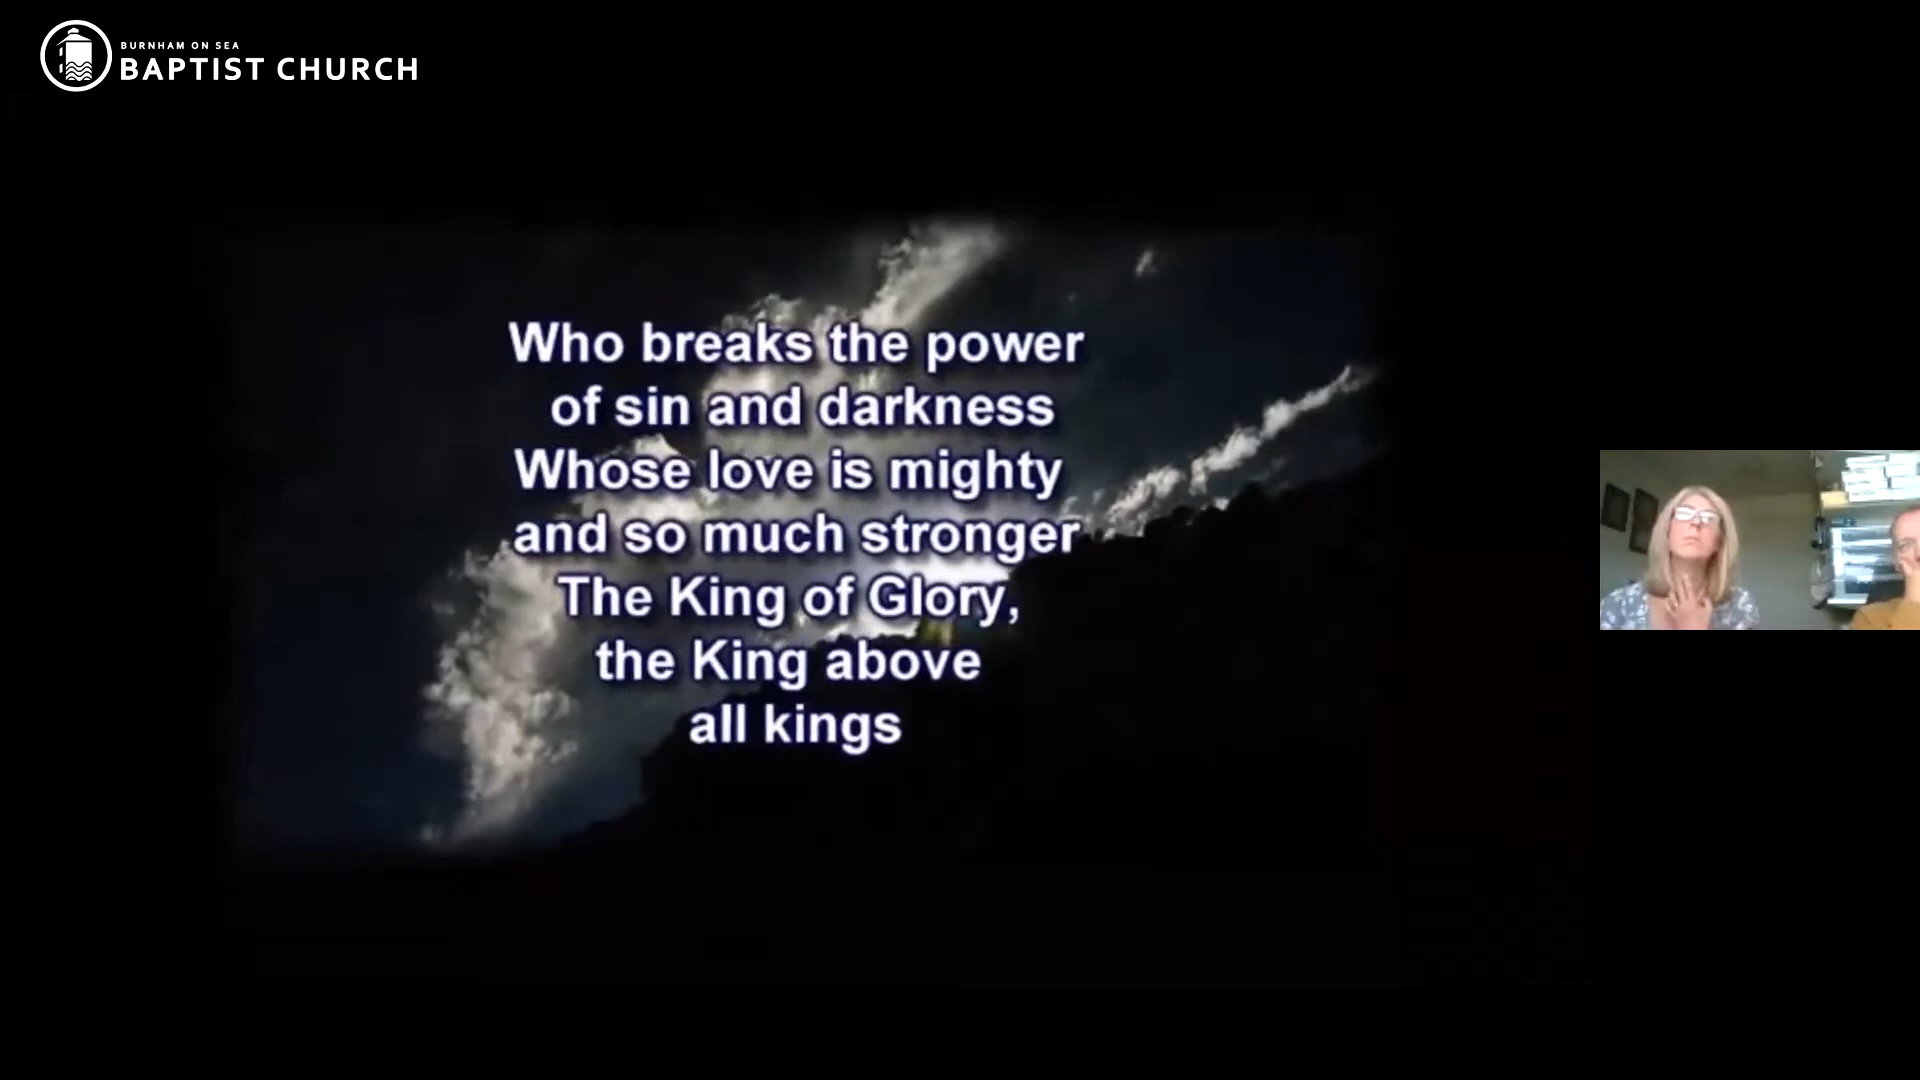 BURNHAM ON SEA
BAPTIST CHURCH
Who breaks the power
of sin and darkness
Whose love is mighty
and so much stronger
The King of Glory,
the King above
all kings